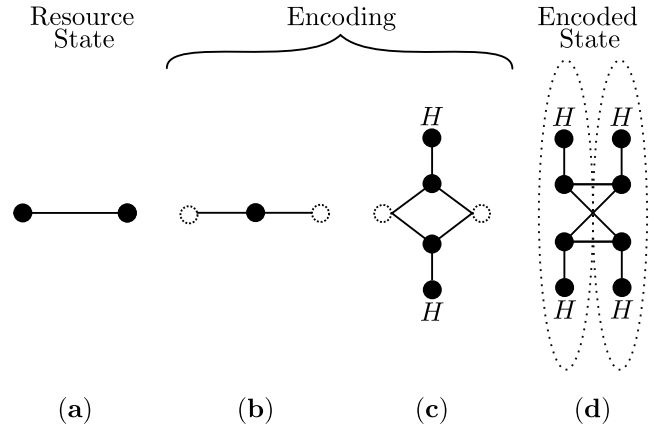 Resource
State
Encoding
Encoded
State
H
H
H
H
H
H
(a)
(b)
(c)
(d)